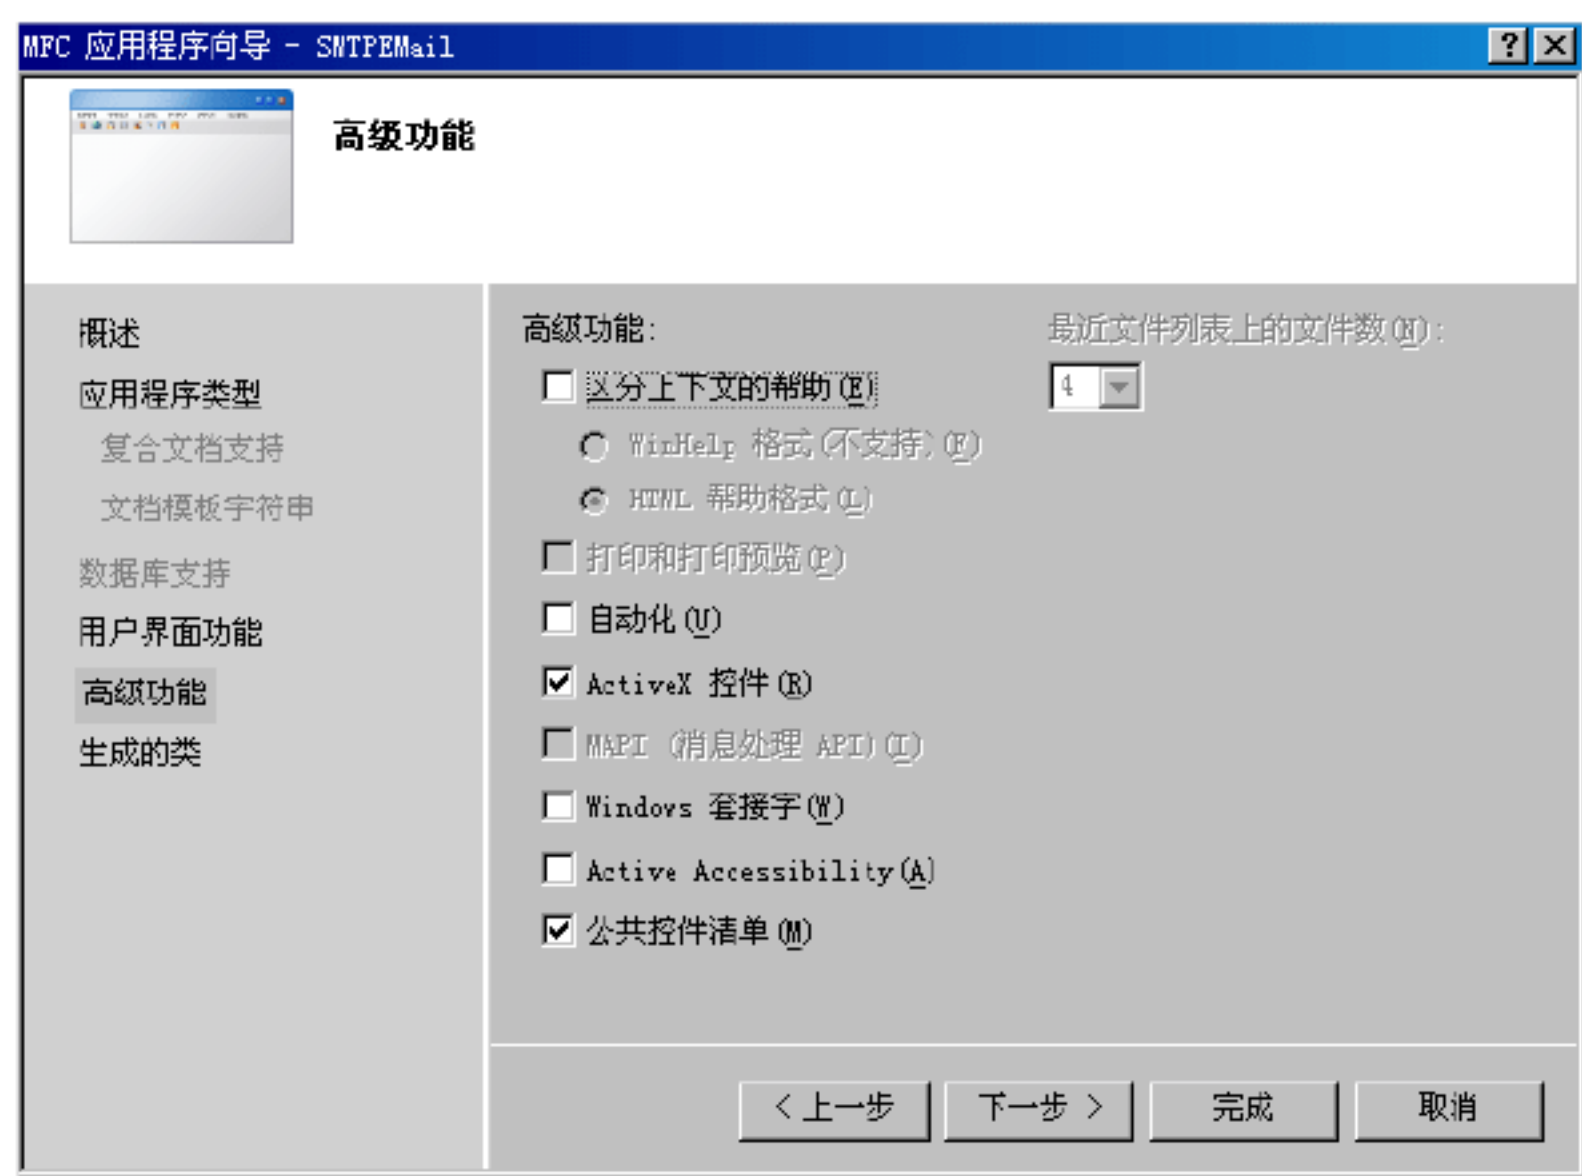 MFC 应用程序向导 - SMTPEMail
高级功能
概述
应用程序类型
复合文档支持
文档模板字符串
数据库支持
用户界面功能
高级功能
生成的类
高级功能:
区分上下文的帮助(E)
WinHelp 格式(不支持)(F)
HTML 帮助格式(L)
打印和打印预览(P)
自动化(U)
ActiveX 控件(R)
MAPI (消息处理 API)(I)
Windows 套接字(W)
Active Accessibility(A)
公共控件清单(M)
最近文件列表上的文件数(N):
4
< 上一步
下一步 >
完成
取消